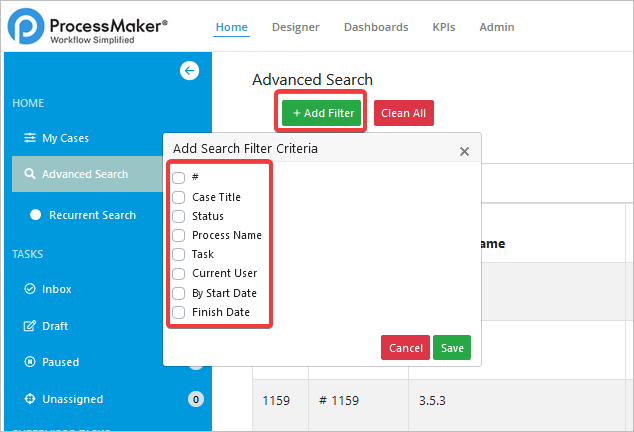 ProcessMaker®
Workflow Simplified
Home Designer Dashboards KPIs Admin
HOME
My Cases
Advanced Search
Recurrent Search
TASKS
Inbox
Draft
Paused
Unassigned 0
Advanced Search
+ Add Filter Clean All
Add Search Filter Criteria ×
#
Case Title
Status
Process Name
Task
Current User
By Start Date
Finish Date
Cancel Save
ame
1159 # 1159 3.5.3